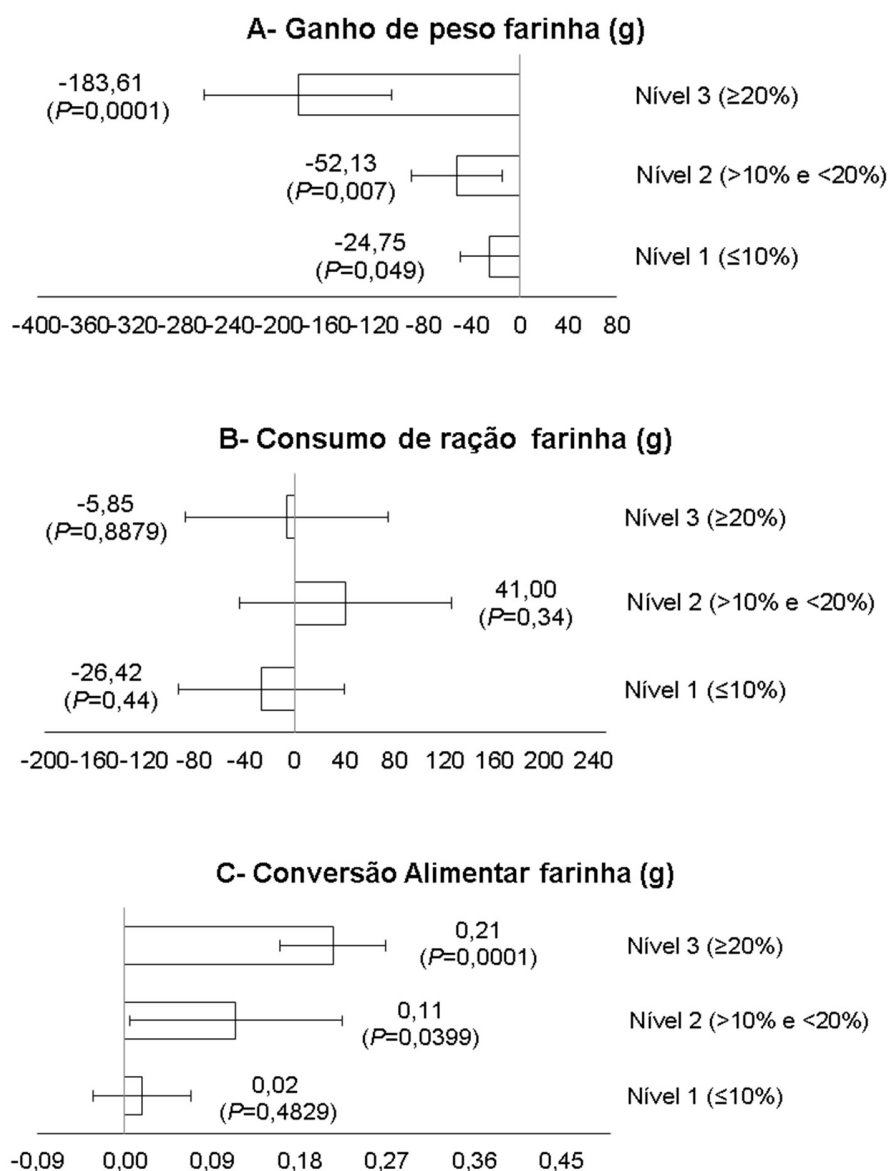 A- Ganho de peso farinha (g)
-183,61
(P=0,0001)
Nível 3 (≥20%)
-52,13
(P=0,007)
Nível 2 (>10% e <20%)
-24,75
(P=0,049)
Nível 1 (≤10%)
-400-360-320-280-240-200-160-120 -80 -40 0 40 80
B- Consumo de ração farinha (g)
-5,85
(P=0,8879)
Nível 3 (≥20%)
41,00
(P=0,34)
Nível 2 (>10% e <20%)
-26,42
(P=0,44)
Nível 1 (≤10%)
-200-160-120 -80 -40 0 40 80 120 160 200 240
C- Conversão Alimentar farinha (g)
0,21
(P=0,0001)
Nível 3 (≥20%)
0,11
(P=0,0399)
Nível 2 (>10% e <20%)
0,02
(P=0,4829)
Nível 1 (≤10%)
-0,09 0,00 0,09 0,18 0,27 0,36 0,45